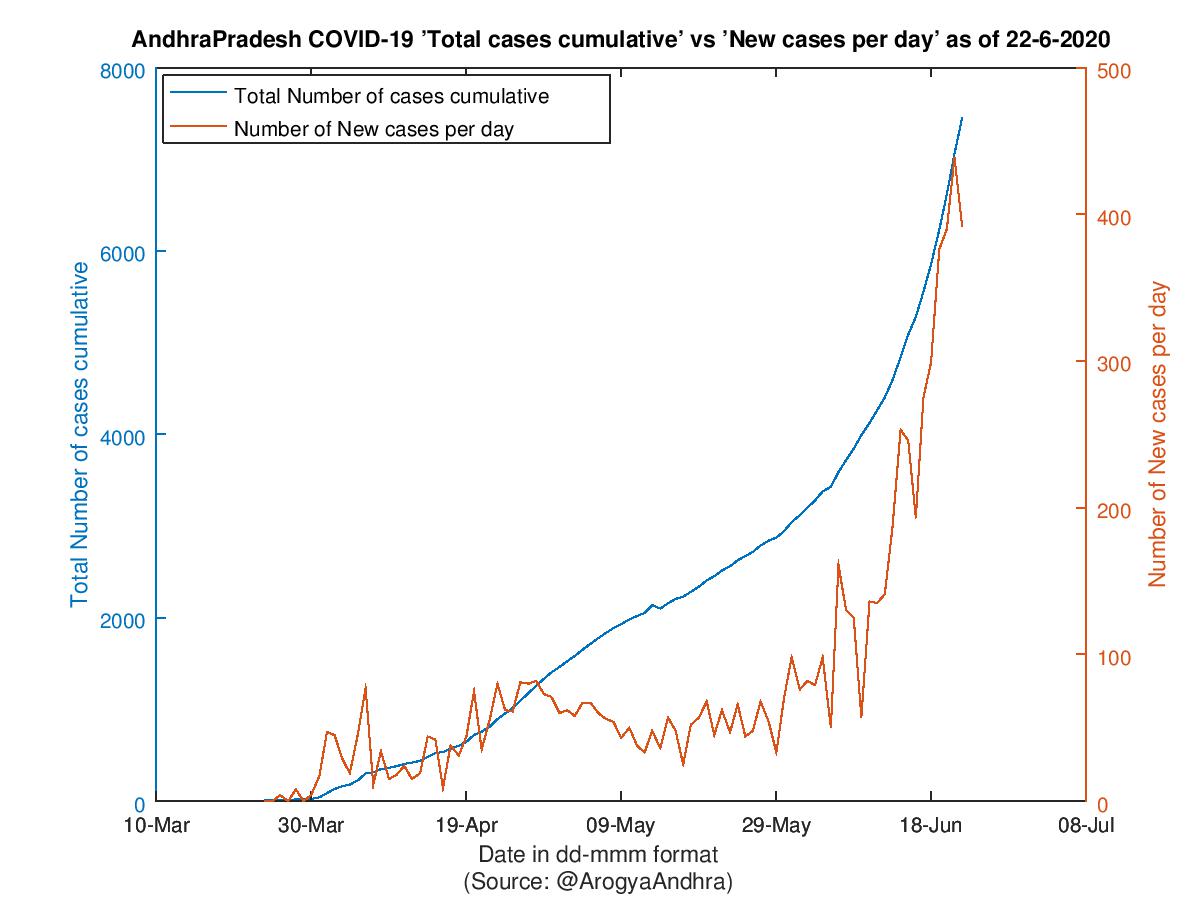 AndhraPradesh COVID-19 ’Total cases cumulative’ vs ’New cases per day’ as of 22-6-2020
Total Number of cases cumulative
Number of New cases per day
8000
6000
4000
2000
0
Total Number of cases cumulative
500
400
300
200
100
0
Number of New cases per day
10-Mar 30-Mar 19-Apr 09-May 29-May 18-Jun 08-Jul
Date in dd-mmm format
(Source: @ArogyaAndhra)